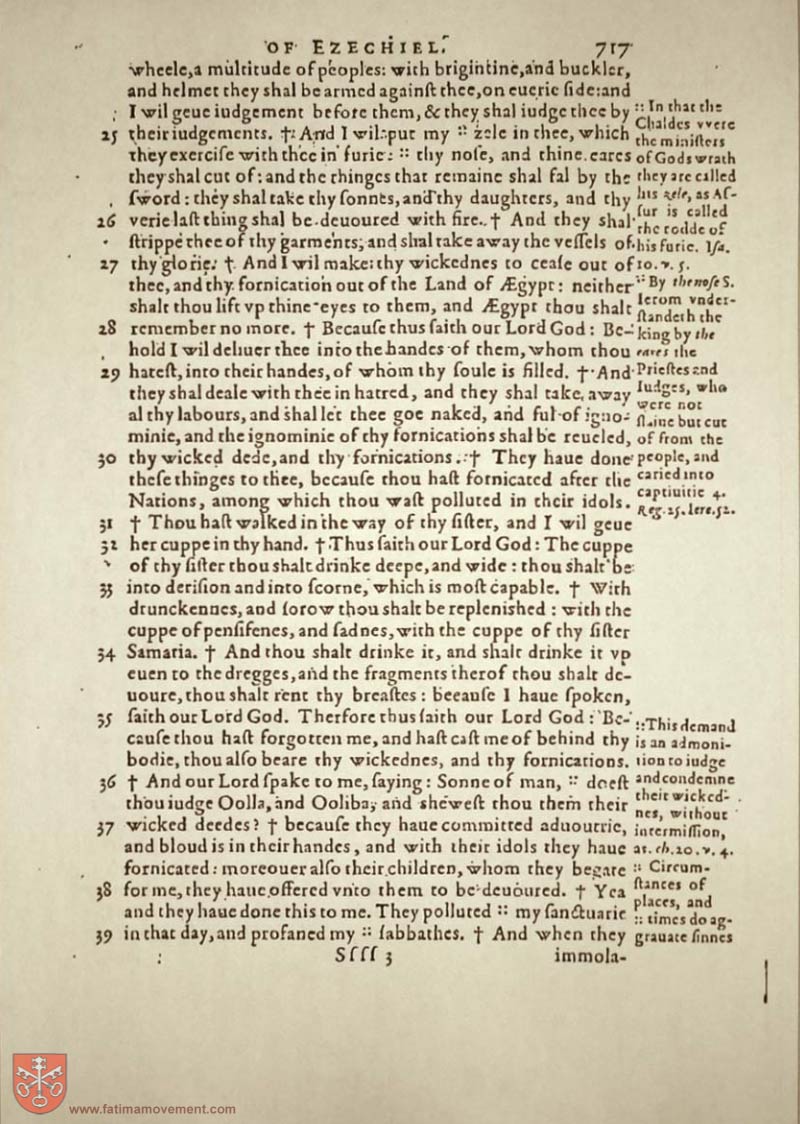 OF EZECHIEL. 717
wheele, a multitude of peoples: with brigintine, and buckler,
and helmet they shal be armed againſt thee, on euerie ſide: and
I wil geue iudgement before them, & they shal iudge thee by
25 their iudgements. † And I wil put my :: zele in thee, which
they exerciſe with thee in furie: :: thy noſe, and thine eares
they shal cut of: and the thinges that remaine shal fal by the
ſword: they shal take thy ſonnes, and thy daughters, and thy
26 verie laſt thing shal be deuoured with fire. † And they shal
ſtrippe thee of thy garments, and shal take away the veſſels of
27 thy glorie. † And I wil make thy wickednes to ceaſe out of
thee, and thy fornication out of the Land of Ægypt: neither
shalt thou lift vp thine eyes to them, and Ægypt thou shalt
28 remember no more. † Becauſe thus ſaith our Lord God: Be-
hold I wil deliuer thee into the handes of them, whom thou
29 hateſt, into their handes, of whom thy ſoule is filled. † And
they shal deale with thee in hatred, and they shal take away
al thy labours, and shal let thee goe naked, and ful of igno-
minie, and the ignominie of thy fornications shal be reueled,
30 thy wicked dede, and thy fornications. † They haue done
theſe thinges to thee, becauſe thou haſt fornicated after the
Nations, among which thou waſt polluted in their idols.
31 † Thou haſt walked in the way of thy ſiſter, and I wil geue
32 her cuppe in thy hand. † Thus ſaith our Lord God: The cuppe
of thy ſiſter thou shalt drinke deepe, and wide: thou shalt be
33 into deriſion and into ſcorne, which is moſt capable. † With
drunckennes, and ſorow thou shalt be replenished: with the
cuppe of penſifenes, and ſadnes, with the cuppe of thy ſiſter
34 Samaria. † And thou shalt drinke it, and shalt drinke it vp
euen to the dregges, and the fragments therof thou shalt de-
uoure, thou shalt rent thy breaſtes: becauſe I haue ſpoken,
35 ſaith our Lord God. Therfore thus ſaith our Lord God: Be-
cauſe thou haſt forgotten me, and haſt caſt me of behind thy
bodie, thou alſo beare thy wickednes, and thy fornications.
36 † And our Lord ſpake to me, ſaying: Sonne of man, :: doeſt
thou iudge Oolla, and Ooliba, and sheweſt thou them their
37 wicked deedes? † becauſe they haue committed aduoutrie,
and bloud is in their handes, and with their idols they haue
fornicated: moreouer alſo their children, whom they begate
38 for me, they haue offered vnto them to be deuoured. † Yea
and they haue done this to me. They polluted :: my ſanctuarie
39 in that day, and profaned my :: ſabbathes. † And when they
Sſſſ 3 immola-
:: In that the
Chaldes vvere
the miniſters
of Gods wrath
they are called
his zele, as Aſ-
ſur is called
the rodde of
his furie. Iſa.
10. v. 5.
:: By the noſe S.
Ierom vnder-
ſtandeth the
king by the
eares the
Prieſtes and
Iudges, who
were not
ſlaine but cut
of from the
people, and
caried into
captiuitie 4.
Reg. 25. Iere. 52.
:: This demand
is an admoni-
tion to iudge
and condemne
their wicked-
nes, without
intermiſſion,
as. ch. 20. v. 4.
:: Circum-
ſtances of
places, and
:: times do ag-
grauate ſinnes
www.fatimamovement.com